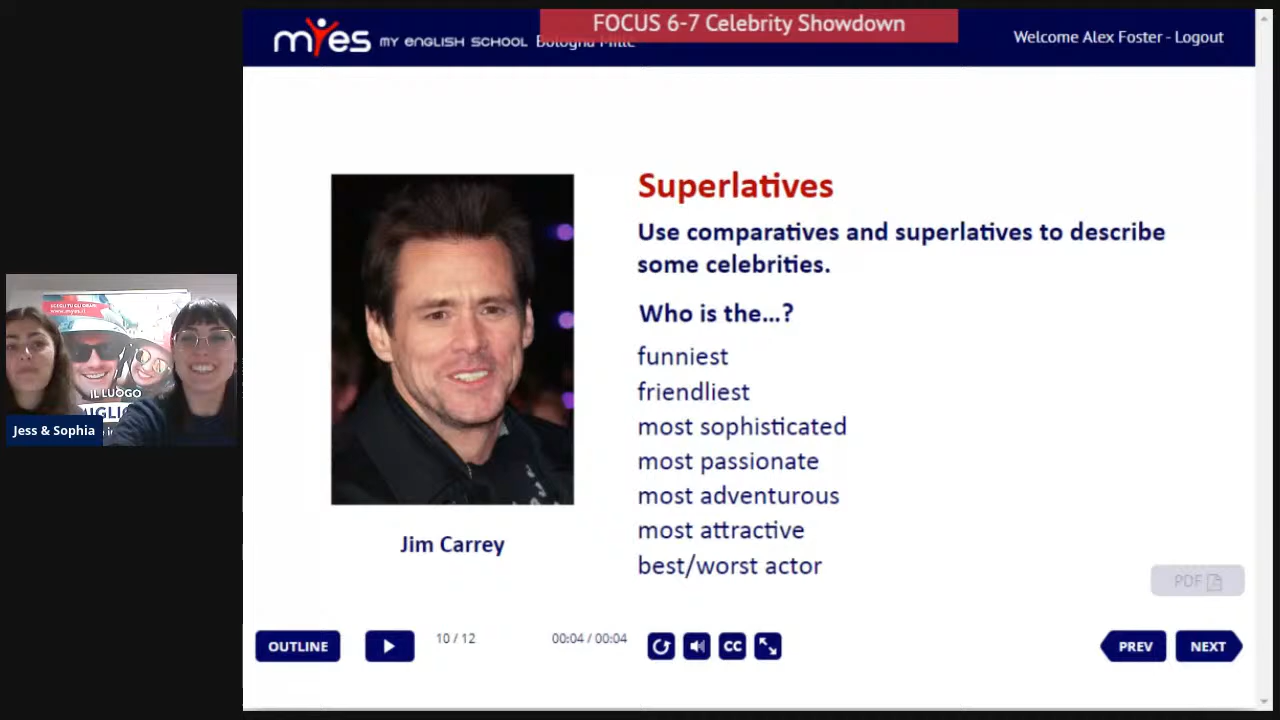 FOCUS 6-7 Celebrity Showdown
myes MY ENGLISH SCHOOL
Welcome Alex Foster - Logout
Superlatives
Use comparatives and superlatives to describe
some celebrities.
Who is the...?
funniest
friendliest
most sophisticated
most passionate
most adventurous
most attractive
best/worst actor
Jim Carrey
IL LUOGO
Jess & Sophia
PDF
OUTLINE
10 / 12
00:04 / 00:04
CC
PREV
NEXT